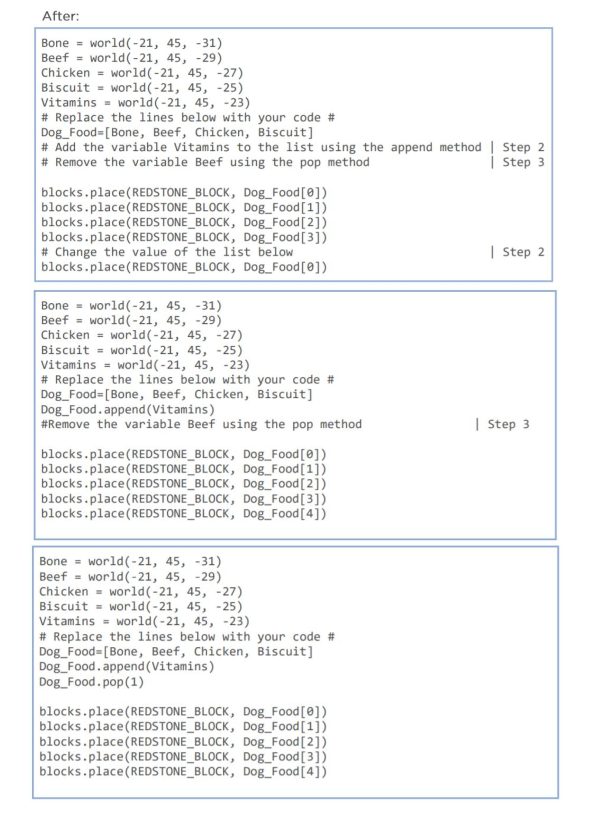 After:
Bone = world(-21, 45, -31)
Beef = world(-21, 45, -29)
Chicken = world(-21, 45, -27)
Biscuit = world(-21, 45, -25)
Vitamins = world(-21, 45, -23)
# Replace the lines below with your code #
Dog_Food=[Bone, Beef, Chicken, Biscuit]
# Add the variable Vitamins to the list using the append method | Step 2
# Remove the variable Beef using the pop method | Step 3
blocks.place(REDSTONE_BLOCK, Dog_Food[0])
blocks.place(REDSTONE_BLOCK, Dog_Food[1])
blocks.place(REDSTONE_BLOCK, Dog_Food[2])
blocks.place(REDSTONE_BLOCK, Dog_Food[3])
# Change the value of the list below | Step 2
blocks.place(REDSTONE_BLOCK, Dog_Food[0])
Bone = world(-21, 45, -31)
Beef = world(-21, 45, -29)
Chicken = world(-21, 45, -27)
Biscuit = world(-21, 45, -25)
Vitamins = world(-21, 45, -23)
# Replace the lines below with your code #
Dog_Food=[Bone, Beef, Chicken, Biscuit]
Dog_Food.append(Vitamins)
#Remove the variable Beef using the pop method | Step 3
blocks.place(REDSTONE_BLOCK, Dog_Food[0])
blocks.place(REDSTONE_BLOCK, Dog_Food[1])
blocks.place(REDSTONE_BLOCK, Dog_Food[2])
blocks.place(REDSTONE_BLOCK, Dog_Food[3])
blocks.place(REDSTONE_BLOCK, Dog_Food[4])
Bone = world(-21, 45, -31)
Beef = world(-21, 45, -29)
Chicken = world(-21, 45, -27)
Biscuit = world(-21, 45, -25)
Vitamins = world(-21, 45, -23)
# Replace the lines below with your code #
Dog_Food=[Bone, Beef, Chicken, Biscuit]
Dog_Food.append(Vitamins)
Dog_Food.pop(1)
blocks.place(REDSTONE_BLOCK, Dog_Food[0])
blocks.place(REDSTONE_BLOCK, Dog_Food[1])
blocks.place(REDSTONE_BLOCK, Dog_Food[2])
blocks.place(REDSTONE_BLOCK, Dog_Food[3])
blocks.place(REDSTONE_BLOCK, Dog_Food[4])